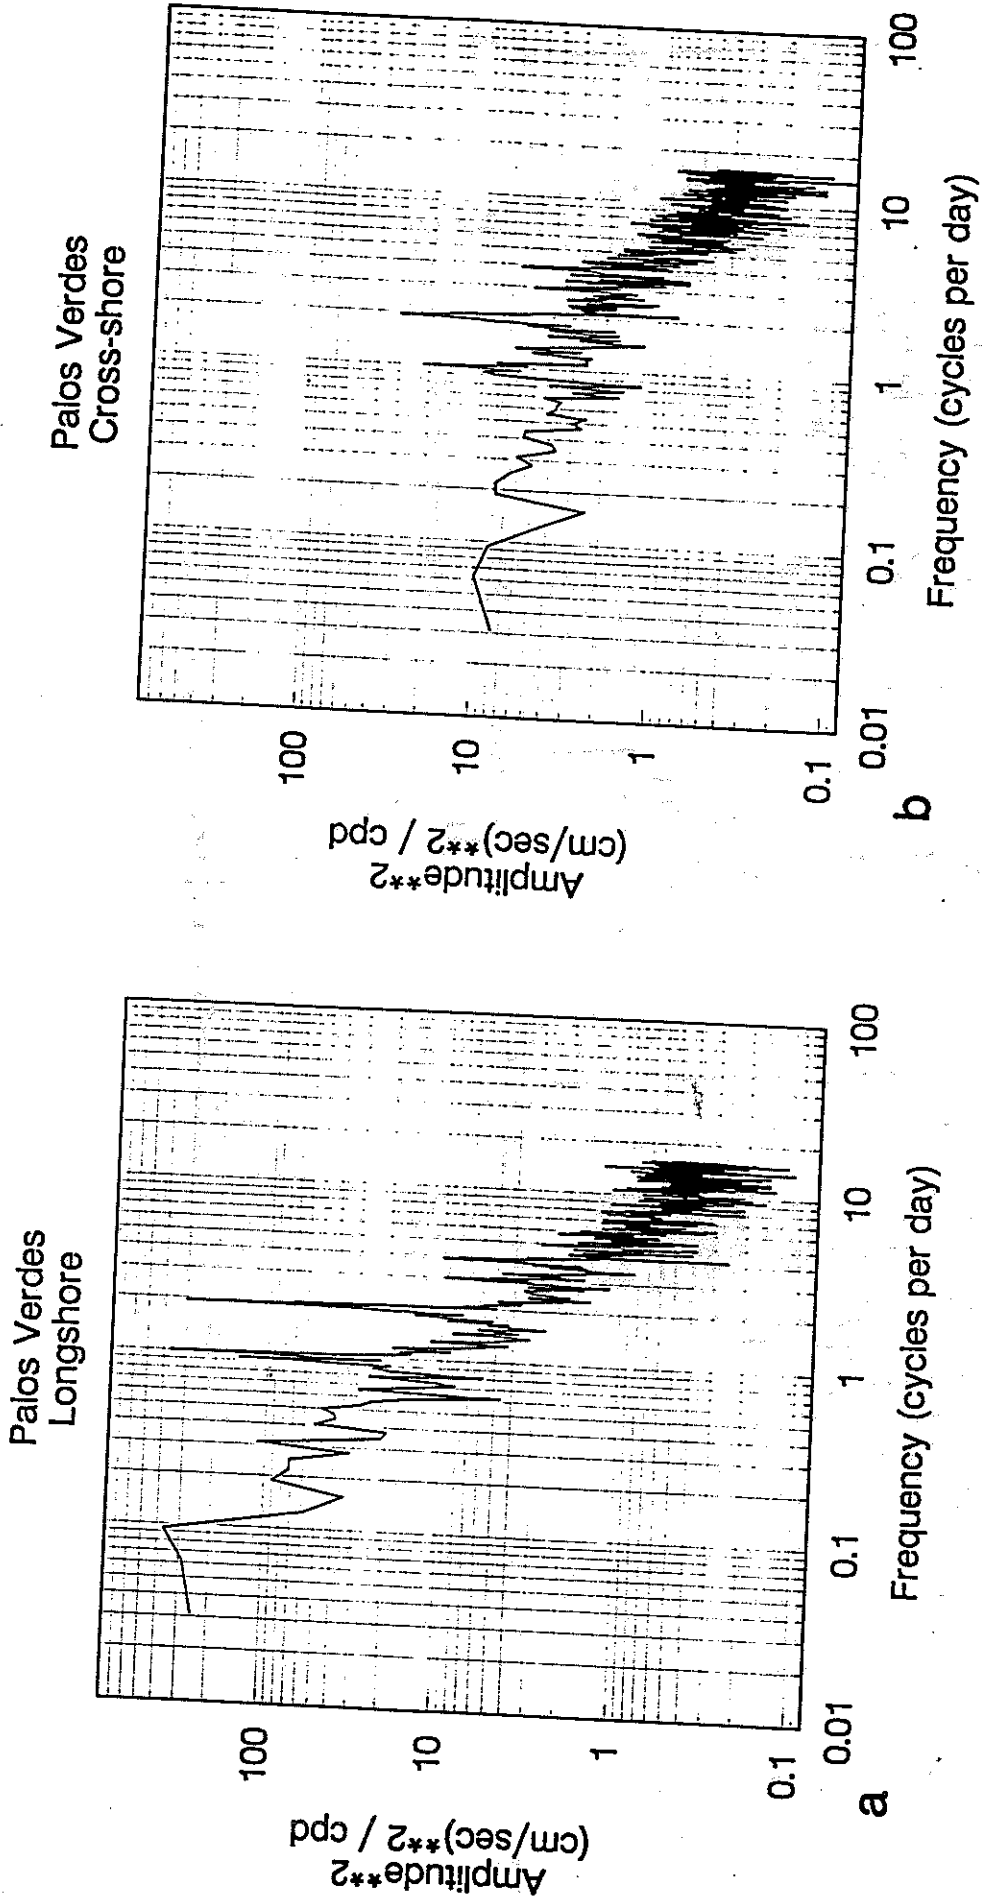 Palos Verdes
Longshore
Amplitude**2
(cm/sec)**2 / cpd
100
10
1
0.1
0.01
0.1
1
10
100
Frequency (cycles per day)
a
Palos Verdes
Cross-shore
Amplitude**2
(cm/sec)**2 / cpd
100
10
1
0.1
0.01
0.1
1
10
100
Frequency (cycles per day)
b